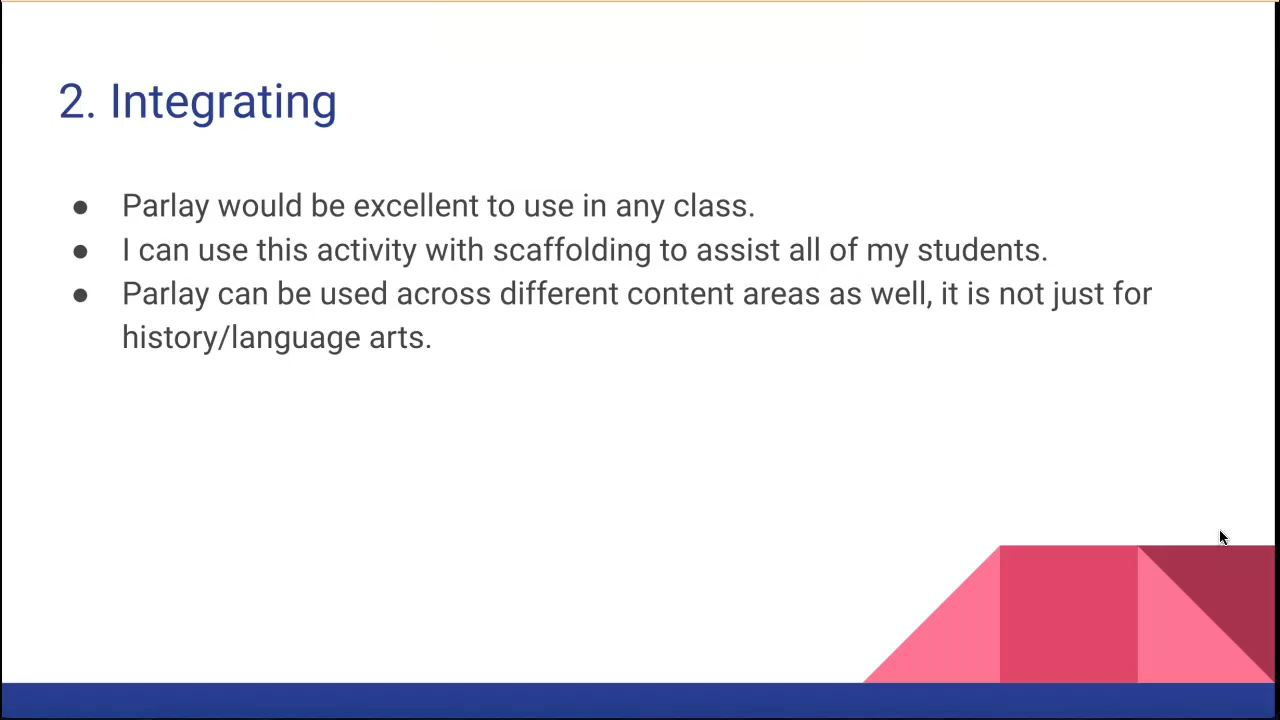 2. Integrating
● Parlay would be excellent to use in any class.
● I can use this activity with scaffolding to assist all of my students.
● Parlay can be used across different content areas as well, it is not just for
history/language arts.